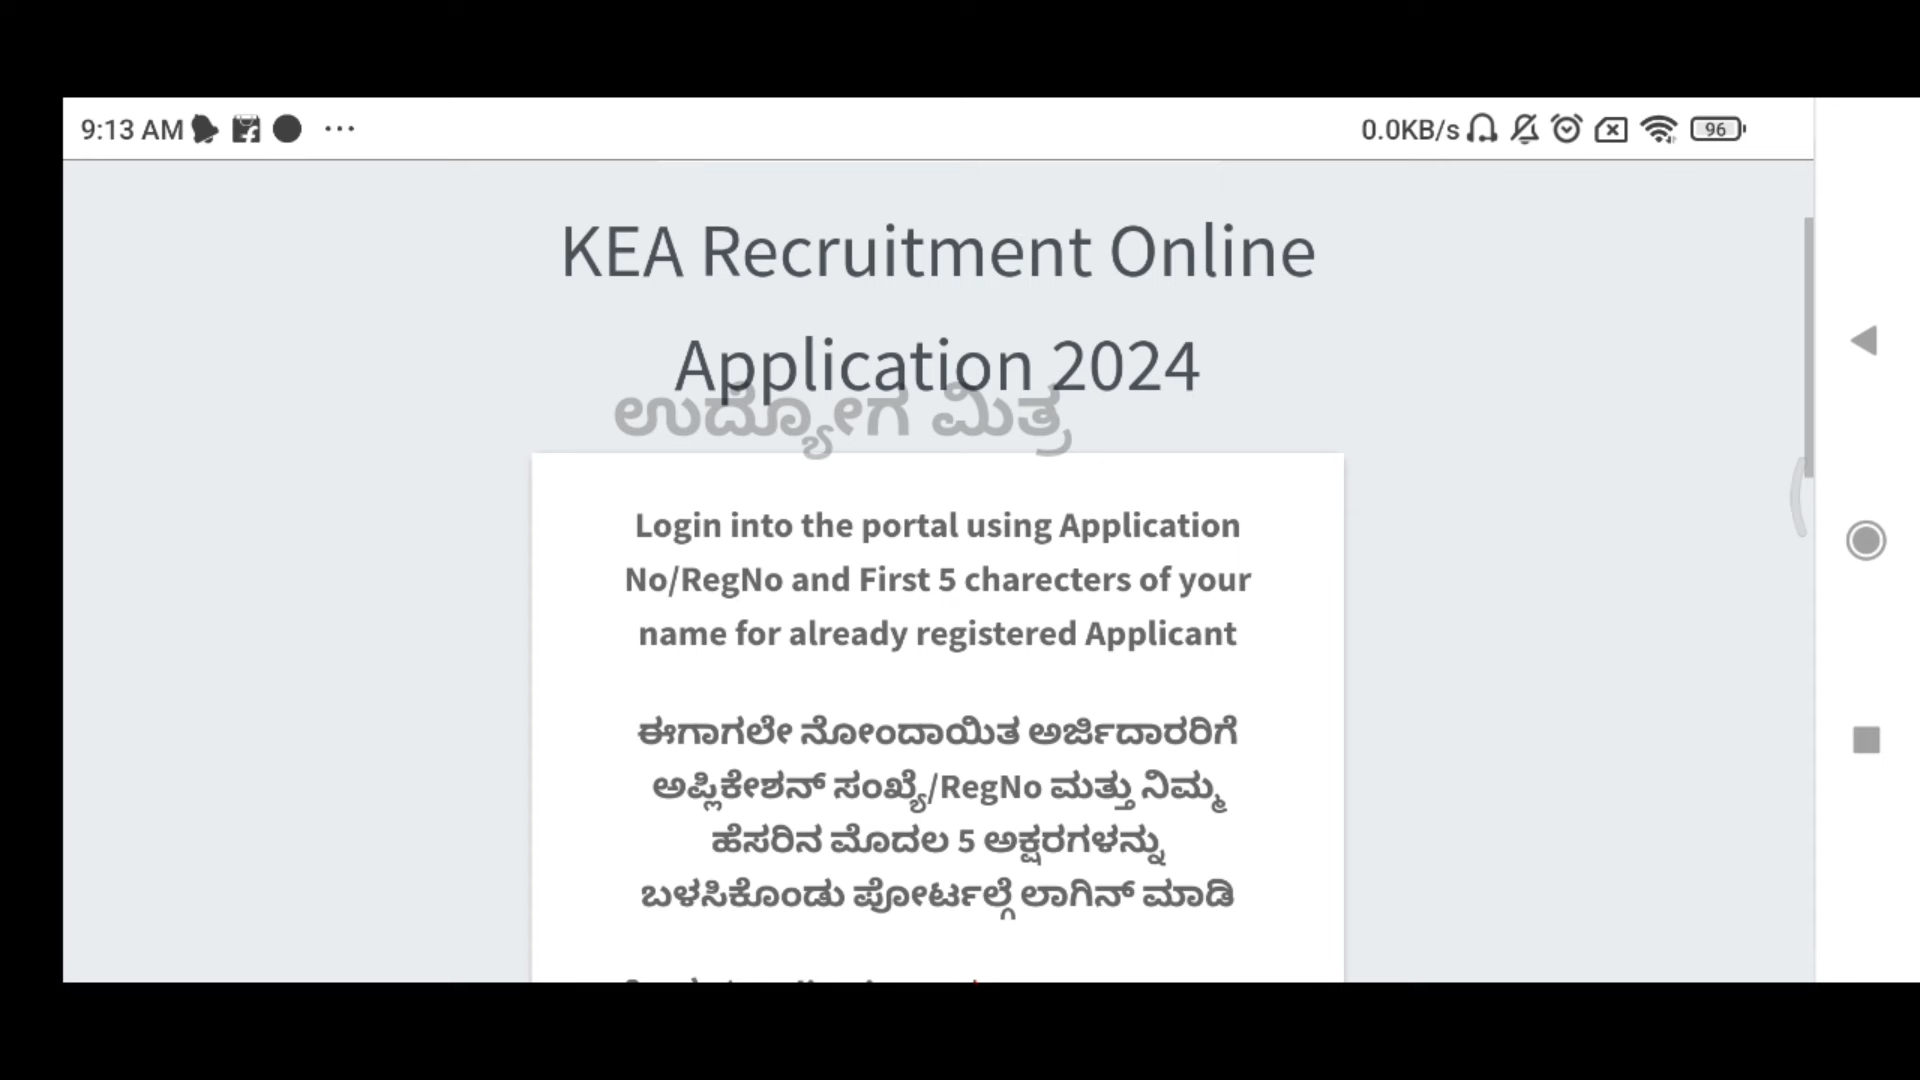 9:13 AM
0.0KB/s
96
KEA Recruitment Online
Application 2024
ಉದ್ಯೋಗ ಮಿತ್ರ
Login into the portal using Application
No/RegNo and First 5 charecters of your
name for already registered Applicant
ಈಗಾಗಲೇ ನೋಂದಾಯಿತ ಅರ್ಜಿದಾರರಿಗೆ
ಅಪ್ಲಿಕೇಶನ್ ಸಂಖ್ಯೆ/RegNo ಮತ್ತು ನಿಮ್ಮ
ಹೆಸರಿನ ಮೊದಲ 5 ಅಕ್ಷರಗಳನ್ನು
ಬಳಸಿಕೊಂಡು ಪೋರ್ಟಲ್ಗೆ ಲಾಗಿನ್ ಮಾಡಿ